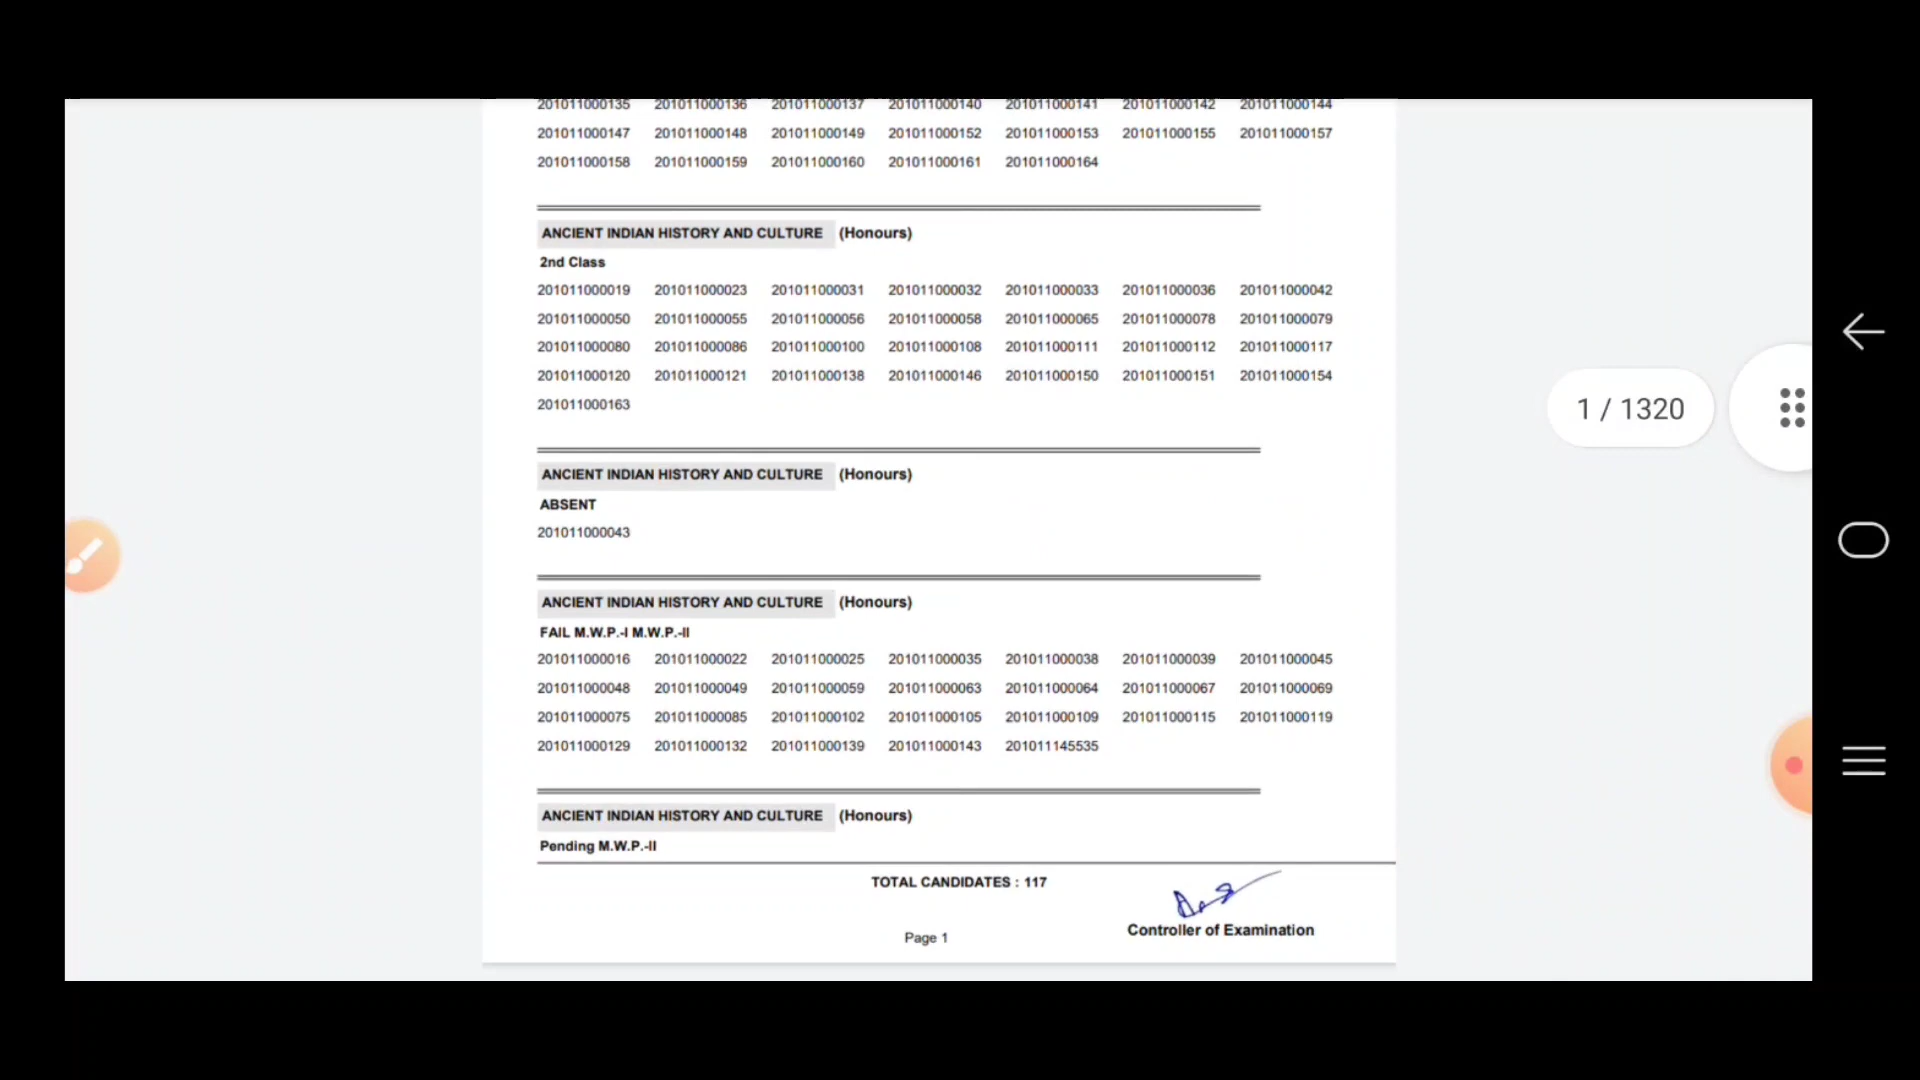 201011000135 201011000136 201011000137 201011000140 201011000141 201011000142 201011000144
201011000147 201011000148 201011000149 201011000152 201011000153 201011000155 201011000157
201011000158 201011000159 201011000160 201011000161 201011000164
ANCIENT INDIAN HISTORY AND CULTURE (Honours)
2nd Class
201011000019 201011000023 201011000031 201011000032 201011000033 201011000036 201011000042
201011000050 201011000055 201011000056 201011000058 201011000065 201011000078 201011000079
201011000080 201011000086 201011000100 201011000108 201011000111 201011000112 201011000117
201011000120 201011000121 201011000138 201011000146 201011000150 201011000151 201011000154
201011000163
1 / 1320
ANCIENT INDIAN HISTORY AND CULTURE (Honours)
ABSENT
201011000043
ANCIENT INDIAN HISTORY AND CULTURE (Honours)
FAIL M.W.P.-I M.W.P.-II
201011000016 201011000022 201011000025 201011000035 201011000038 201011000039 201011000045
201011000048 201011000049 201011000059 201011000063 201011000064 201011000067 201011000069
201011000075 201011000085 201011000102 201011000105 201011000109 201011000115 201011000119
201011000129 201011000132 201011000139 201011000143 201011145535
ANCIENT INDIAN HISTORY AND CULTURE (Honours)
Pending M.W.P.-II
TOTAL CANDIDATES : 117
Controller of Examination
Page 1